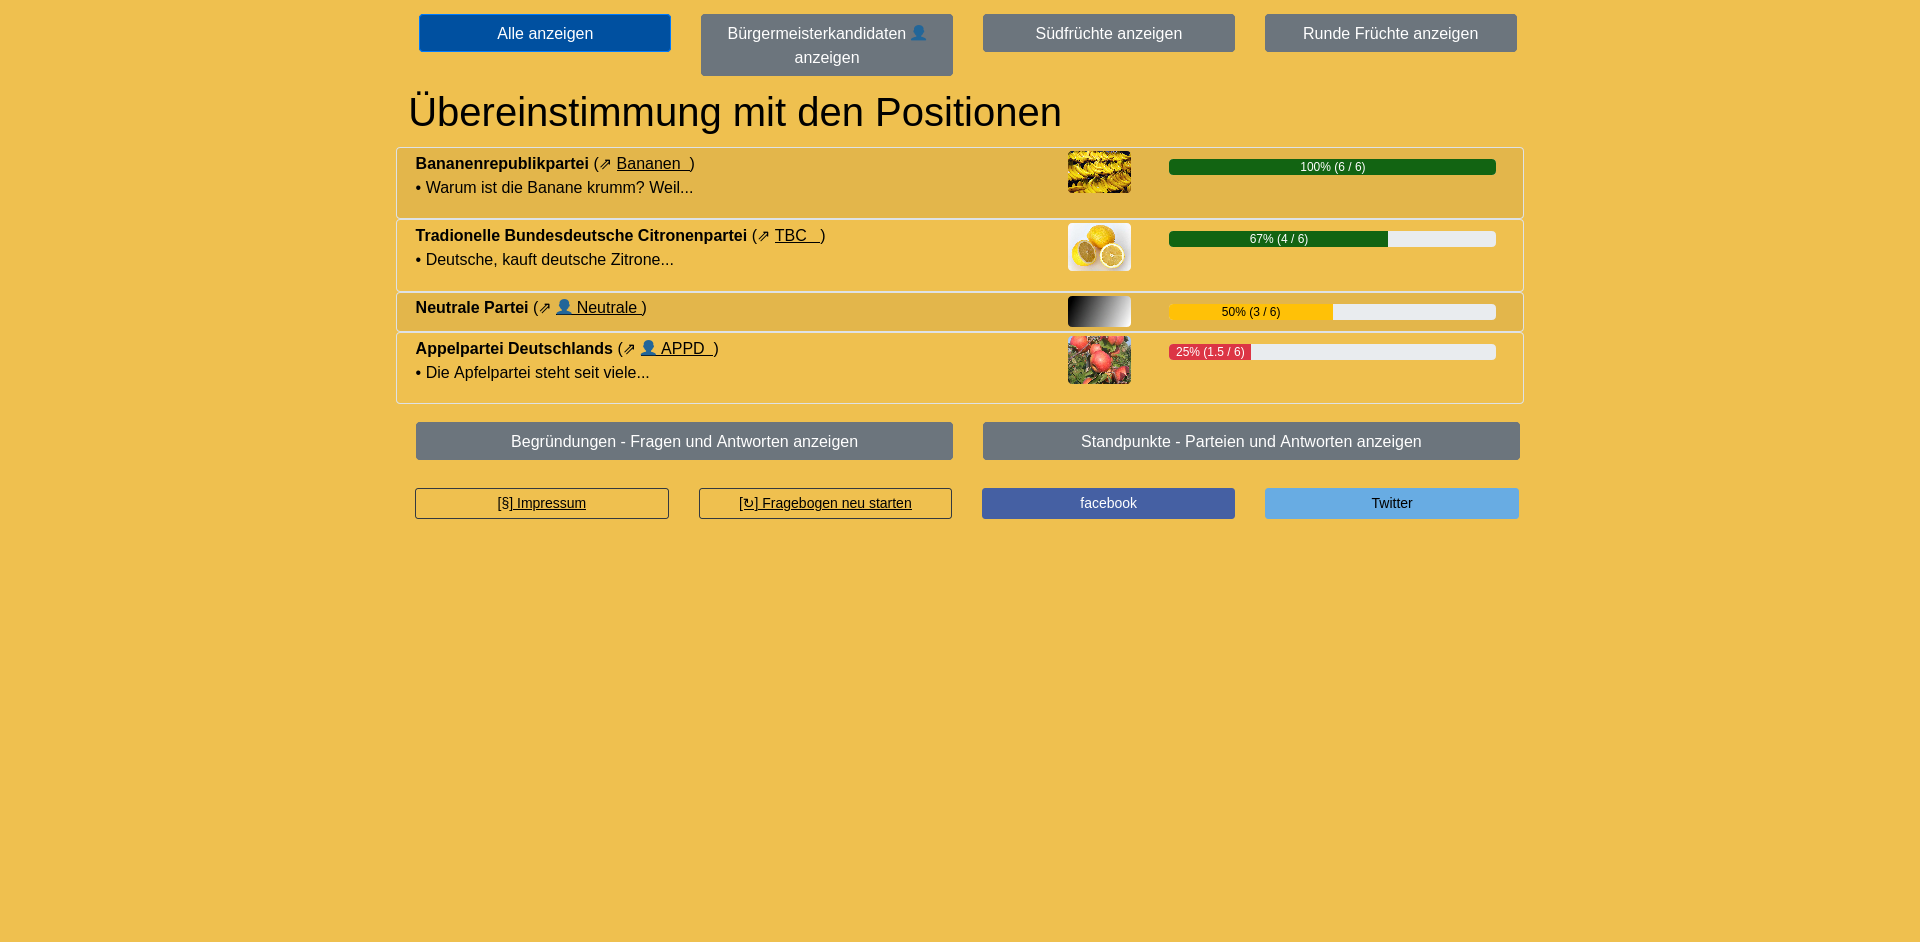 Alle anzeigen
Bürgermeisterkandidaten 👤
anzeigen
Südfrüchte anzeigen
Runde Früchte anzeigen
Übereinstimmung mit den Positionen
Bananenrepublikpartei (⇗ Bananen )
100% (6 / 6)
• Warum ist die Banane krumm? Weil...
Tradionelle Bundesdeutsche Citronenpartei (⇗ TBC )
67% (4 / 6)
• Deutsche, kauft deutsche Zitrone...
Neutrale Partei (⇗ 👤 Neutrale )
50% (3 / 6)
Appelpartei Deutschlands (⇗ 👤 APPD )
25% (1.5 / 6)
• Die Apfelpartei steht seit viele...
Begründungen - Fragen und Antworten anzeigen
Standpunkte - Parteien und Antworten anzeigen
[§] Impressum
[↻] Fragebogen neu starten
facebook
Twitter